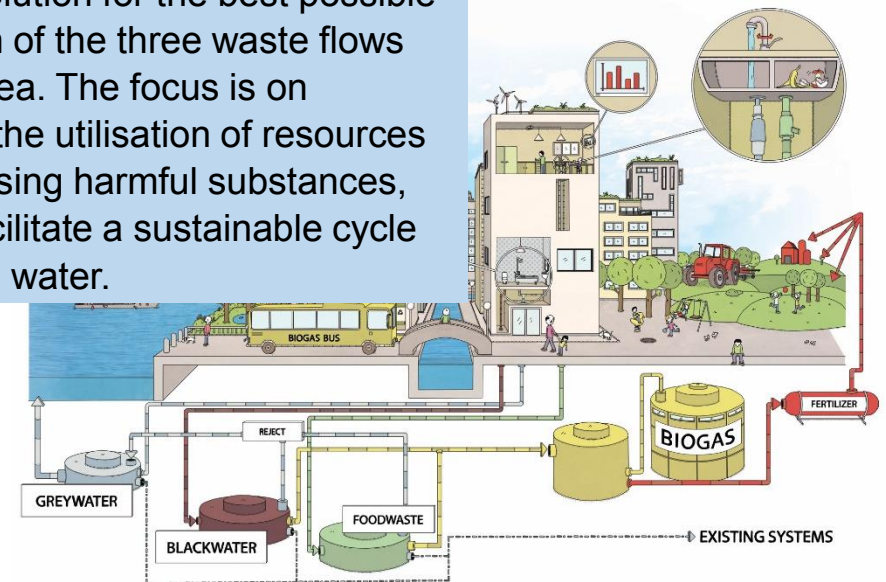 olution for the best possible
of the three waste flows
ea. The focus is on
the utilisation of resources
sing harmful substances,
cilitate a sustainable cycle
water.
BIOGAS BUS
REJECT
FERTILIZER
BIOGAS
GREYWATER
BLACKWATER
FOODWASTE
EXISTING SYSTEMS